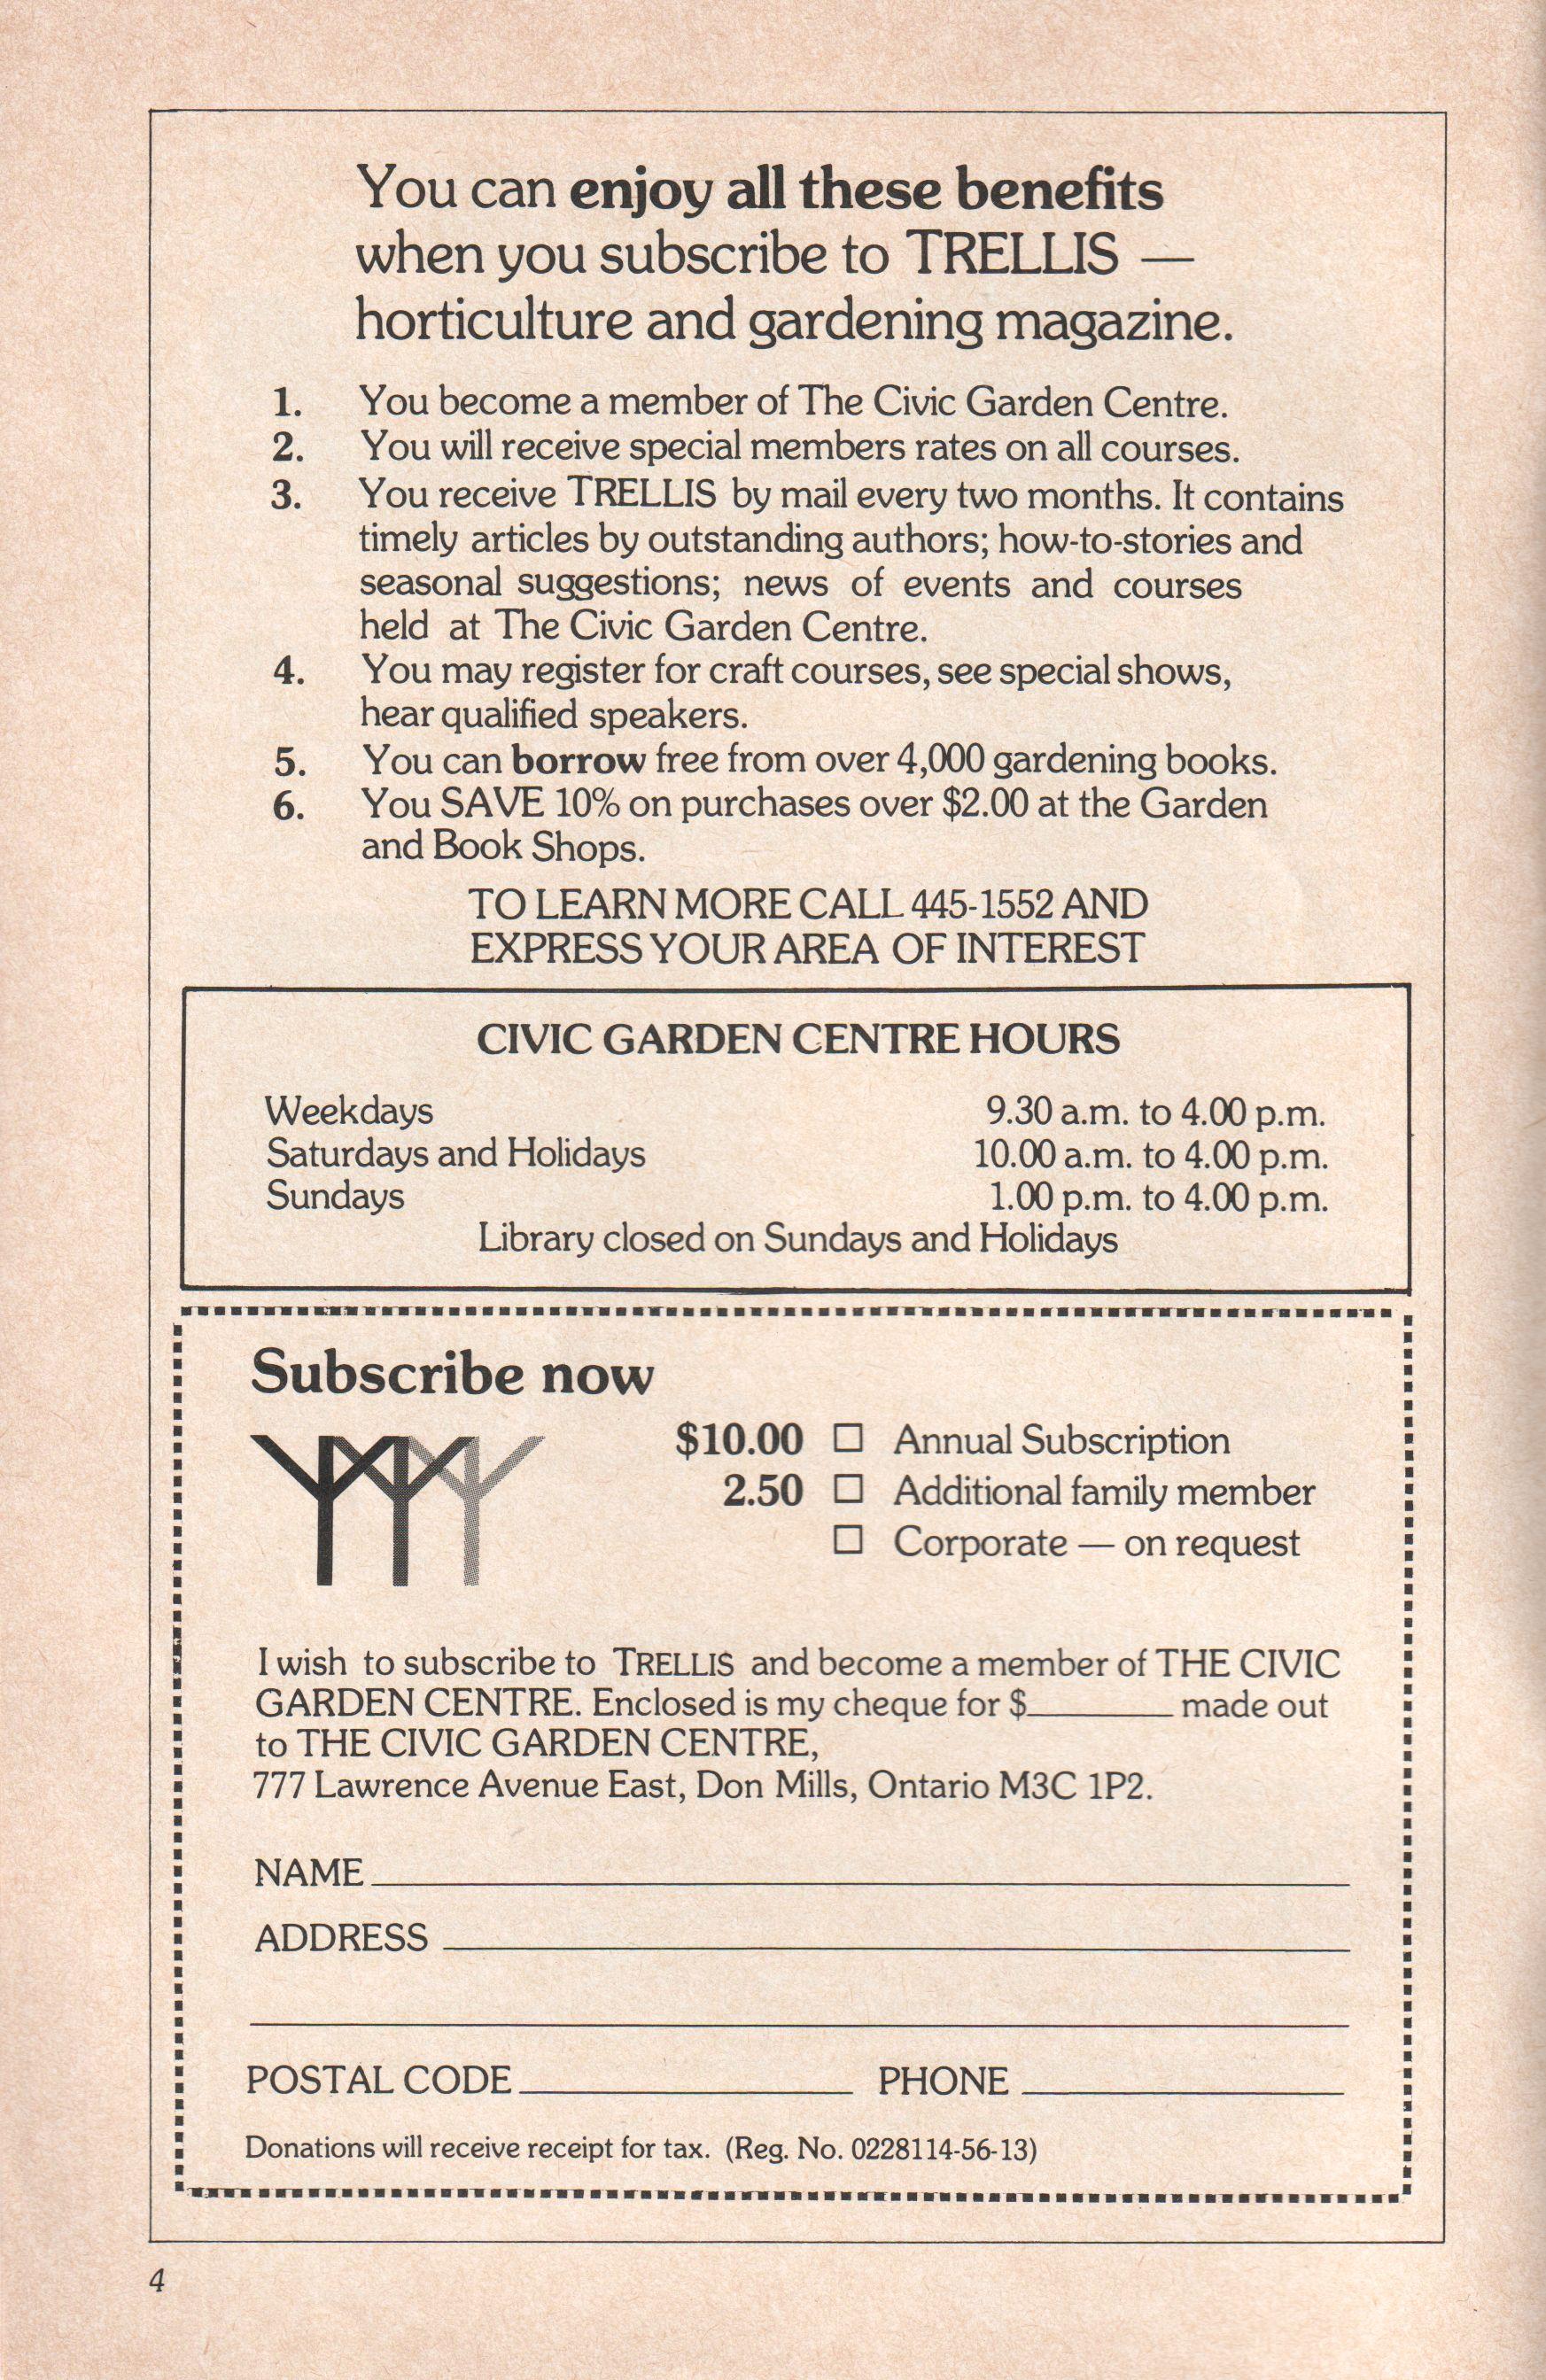 You can enjoy all these benefits
when you subscribe to TRELLIS —
horticulture and gardening magazine.
1. You become a member of The Civic Garden Centre.
2. You will receive special members rates on all courses.
3. You receive TRELLIS by mail every two months. It contains
timely articles by outstanding authors; how-to-stories and
seasonal suggestions; news of events and courses
held at The Civic Garden Centre.
4. You may register for craft courses, see special shows,
hear qualified speakers.
5. You can borrow free from over 4,000 gardening books.
6. You SAVE 10% on purchases over $2.00 at the Garden
and Book Shops.
TO LEARN MORE CALL 445-1552 AND
EXPRESS YOUR AREA OF INTEREST
CIVIC GARDEN CENTRE HOURS
Weekdays 9.30 a.m. to 4.00 p.m.
Saturdays and Holidays 10.00 a.m. to 4.00 p.m.
Sundays 1.00 p.m. to 4.00 p.m.
Library closed on Sundays and Holidays
Subscribe now
$10.00 ☐ Annual Subscription
2.50 ☐ Additional family member
☐ Corporate — on request
I wish to subscribe to TRELLIS and become a member of THE CIVIC
GARDEN CENTRE. Enclosed is my cheque for $________ made out
to THE CIVIC GARDEN CENTRE,
777 Lawrence Avenue East, Don Mills, Ontario M3C 1P2.
NAME
ADDRESS
POSTAL CODE PHONE
Donations will receive receipt for tax. (Reg. No. 0228114-56-13)
4